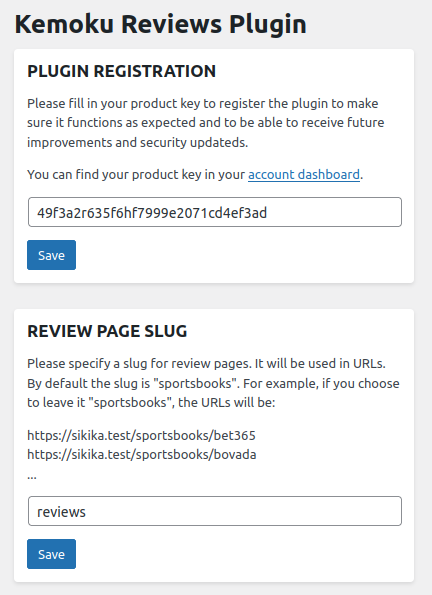 Kemoku Reviews Plugin
PLUGIN REGISTRATION
Please fill in your product key to register the plugin to make
sure it functions as expected and to be able to receive future
improvements and security updateds.
You can find your product key in your account dashboard.
49f3a2r635f6hf7999e2071cd4ef3ad
Save
REVIEW PAGE SLUG
Please specify a slug for review pages. It will be used in URLs.
By default the slug is "sportsbooks". For example, if you choose
to leave it "sportsbooks", the URLs will be:
https://sikika.test/sportsbooks/bet365
https://sikika.test/sportsbooks/bovada
...
reviews
Save